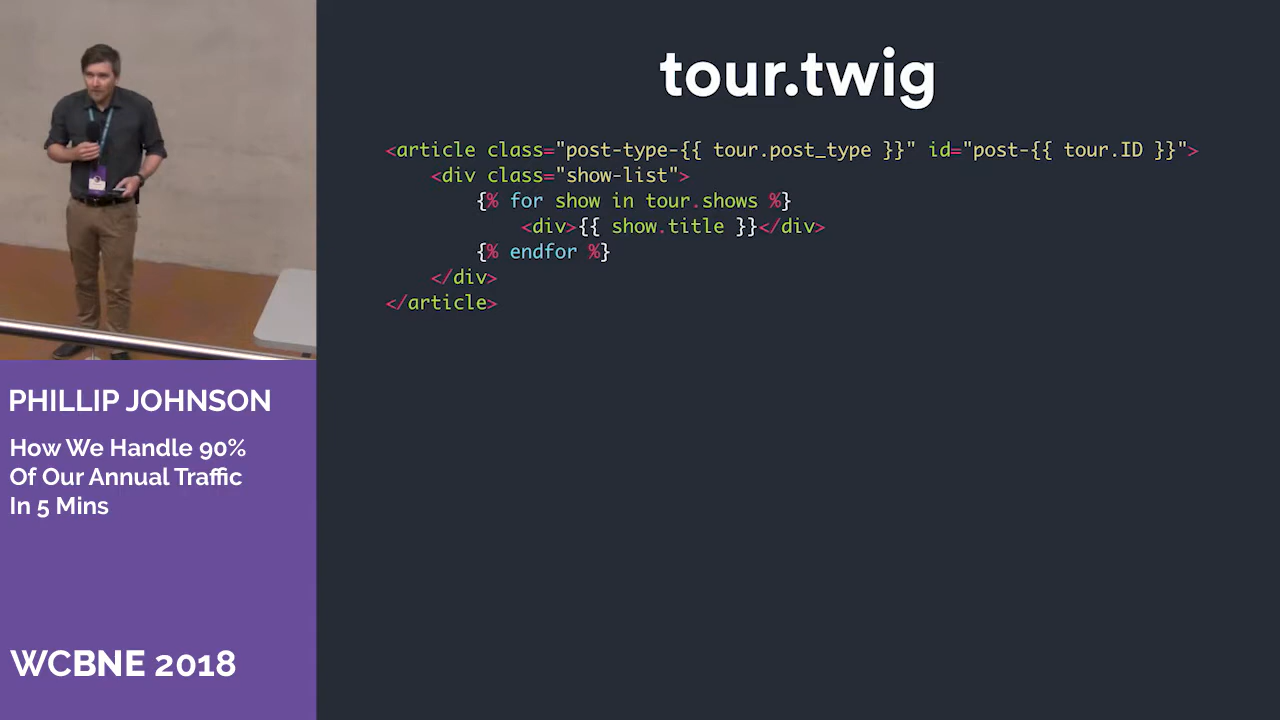 tour.twig
<article class="post-type-{{ tour.post_type }}" id="post-{{ tour.ID }}">
<div class="show-list">
{% for show in tour.shows %}
<div>{{ show.title }}</div>
{% endfor %}
</div>
</article>
PHILLIP JOHNSON
How We Handle 90%
Of Our Annual Traffic
In 5 Mins
WCBNE 2018